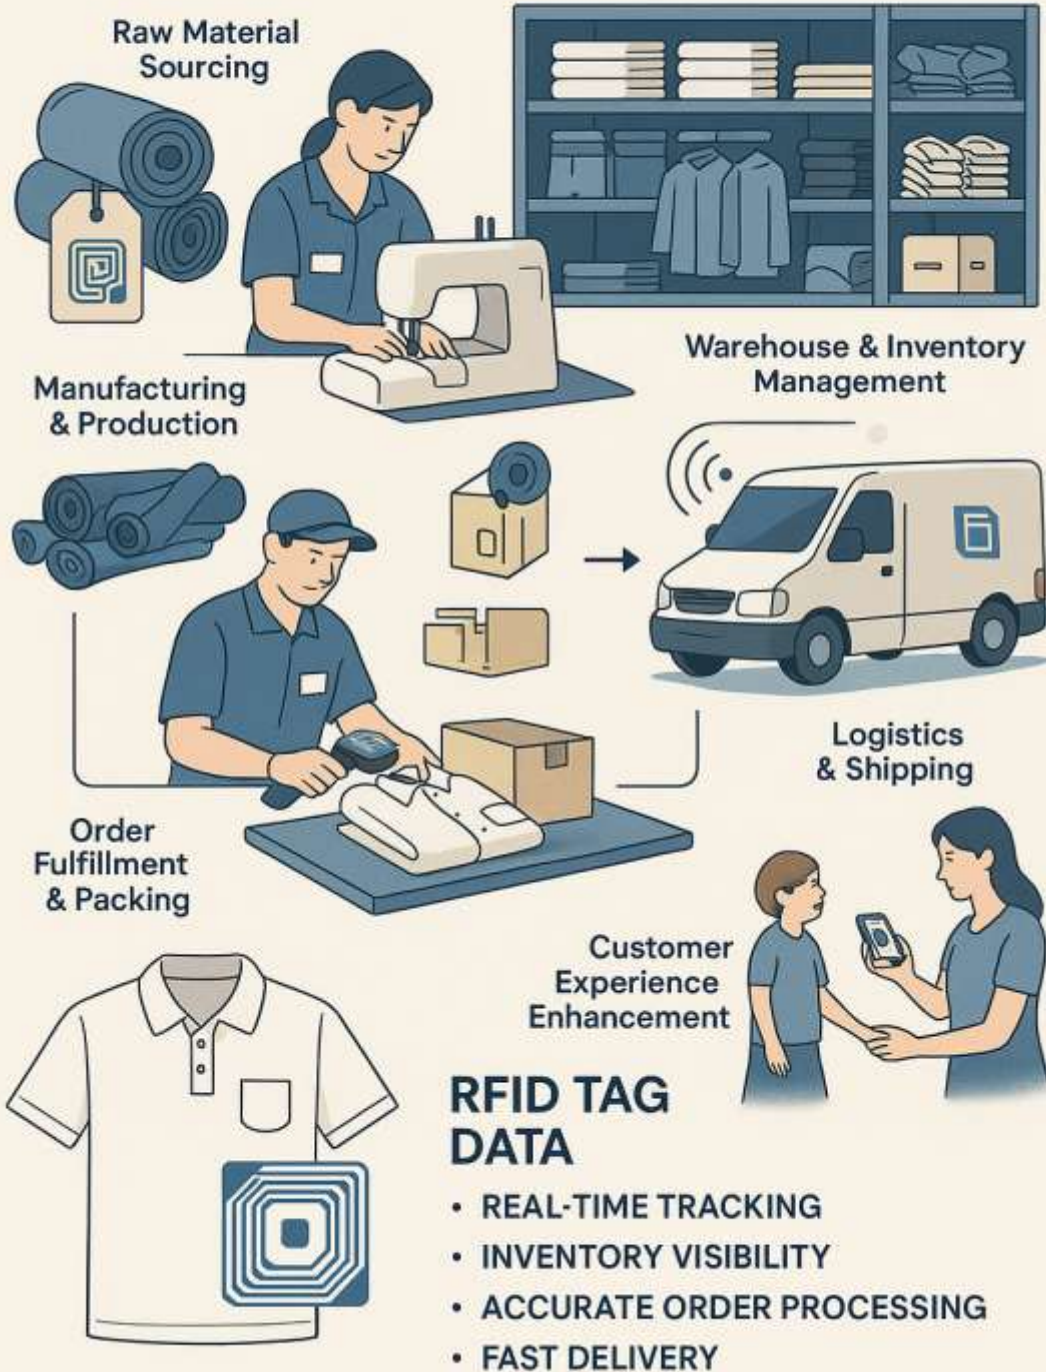 Raw Material
Sourcing
Warehouse & Inventory
Management
Manufacturing
& Production
Logistics
& Shipping
Order
Fulfillment
& Packing
Customer
Experience
Enhancement
RFID TAG
DATA
• REAL-TIME TRACKING
• INVENTORY VISIBILITY
• ACCURATE ORDER PROCESSING
• FAST DELIVERY